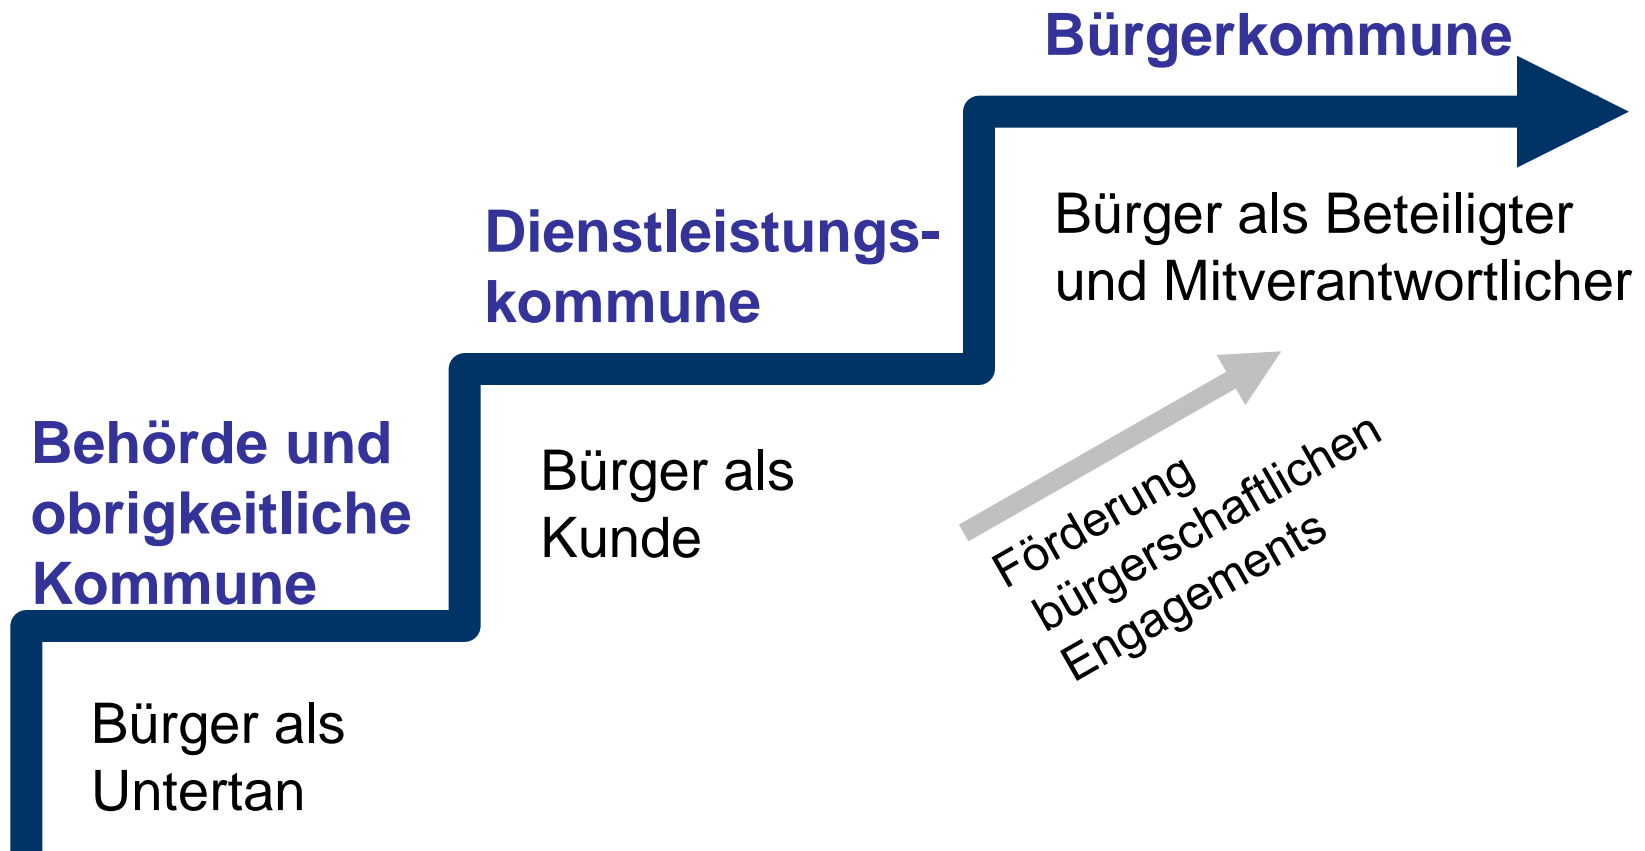 Bürgerkommune
Bürger als Beteiligter
und Mitverantwortlicher
Dienstleistungs-
kommune
Bürger als
Kunde
Förderung
bürgerschaftlichen
Engagements
Behörde und
obrigkeitliche
Kommune
Bürger als
Untertan